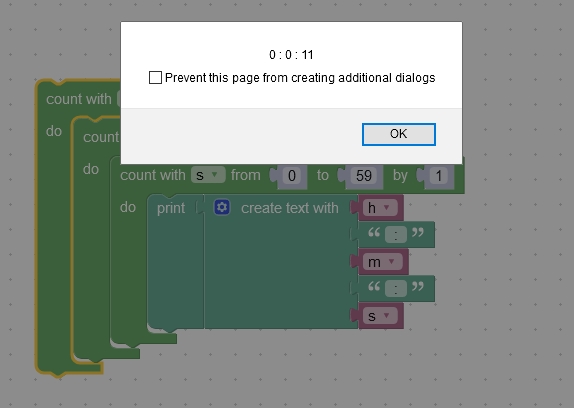 0 : 0 : 11
Prevent this page from creating additional dialogs
OK
count with
do
count
do
count with s from 0 to 59 by 1
do print create text with h
“ : ”
m
“ : ”
s